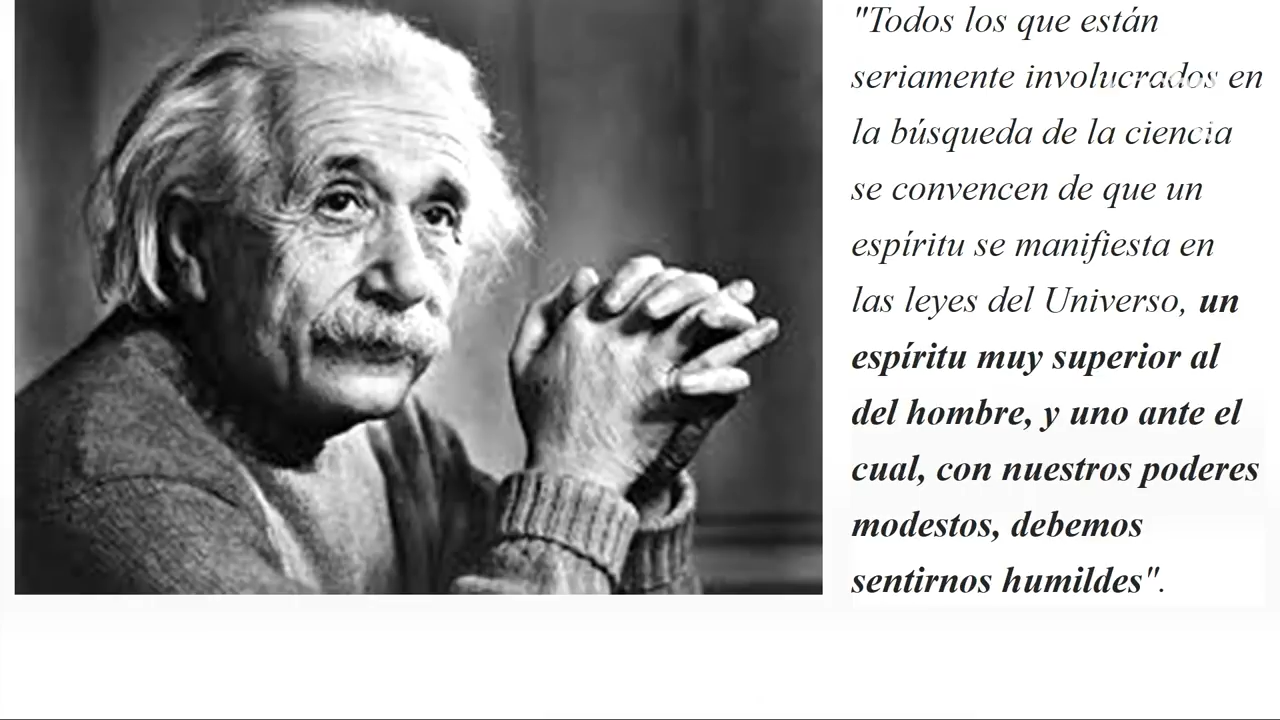 "Todos los que están
seriamente involucrados en
la búsqueda de la ciencia
se convencen de que un
espíritu se manifiesta en
las leyes del Universo, un
espíritu muy superior al
del hombre, y uno ante el
cual, con nuestros poderes
modestos, debemos
sentirnos humildes".